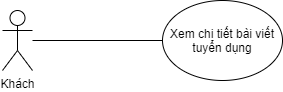 Xem chi tiết bài viết
tuyển dụng
Khách